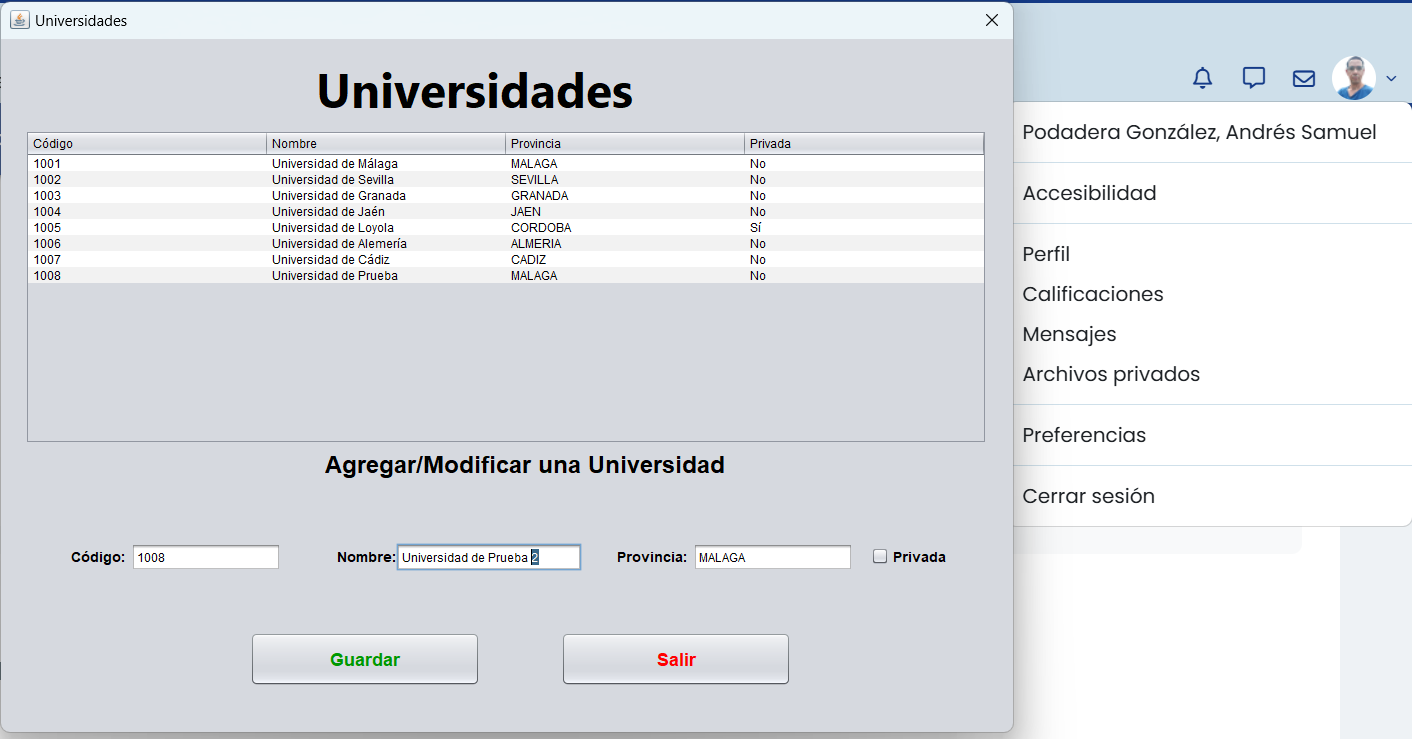 Universidades
Universidades
Código Nombre Provincia Privada
1001 Universidad de Málaga MALAGA No
1002 Universidad de Sevilla SEVILLA No
1003 Universidad de Granada GRANADA No
1004 Universidad de Jaén JAEN No
1005 Universidad de Loyola CORDOBA Sí
1006 Universidad de Alemería ALMERIA No
1007 Universidad de Cádiz CADIZ No
1008 Universidad de Prueba MALAGA No
Agregar/Modificar una Universidad
Código: 1008 Nombre: Universidad de Prueba 2 Provincia: MALAGA Privada
Guardar Salir
Podadera González, Andrés Samuel
Accesibilidad
Perfil
Calificaciones
Mensajes
Archivos privados
Preferencias
Cerrar sesión